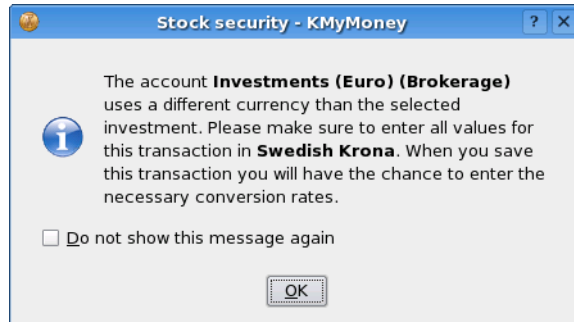 Stock security - KMyMoney
The account Investments (Euro) (Brokerage)
uses a different currency than the selected
investment. Please make sure to enter all values for
this transaction in Swedish Krona. When you save
this transaction you will have the chance to enter the
necessary conversion rates.
Do not show this message again
OK